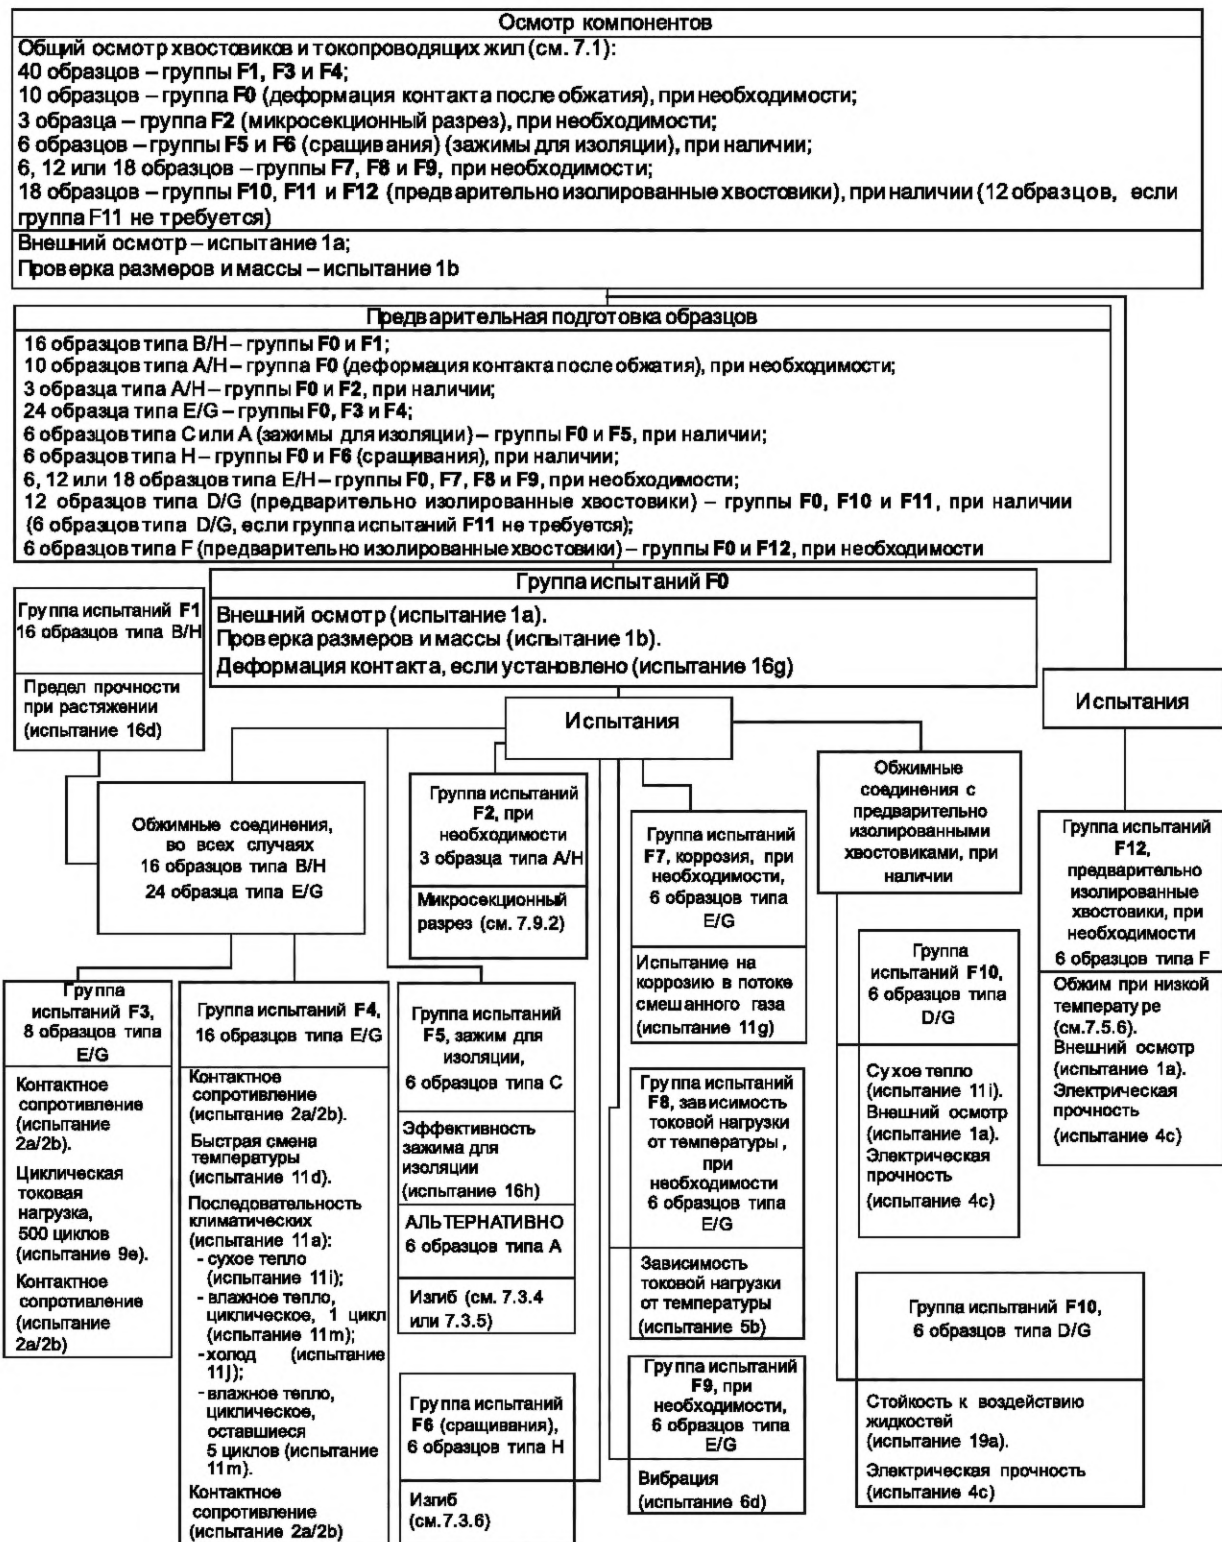 Осмотр компонентов
Общий осмотр хвостовиков и токопроводящих жил (см. 7.1):
40 образцов – группы F1, F3 и F4;
10 образцов – группа F0 (деформация контакта после обжатия), при необходимости;
3 образца – группа F2 (микросекционный разрез), при необходимости;
6 образцов – группы F5 и F6 (сращивания) (зажимы для изоляции), при наличии;
6, 12 или 18 образцов – группы F7, F8 и F9, при необходимости;
18 образцов – группы F10, F11 и F12 (предварительно изолированные хвостовики), при наличии (12 образцов, если
группа F11 не требуется)
Внешний осмотр – испытание 1a;
Проверка размеров и массы – испытание 1b
Предварительная подготовка образцов
16 образцов типа B/H – группы F0 и F1;
10 образцов типа A/H – группа F0 (деформация контакта после обжатия), при необходимости;
3 образца типа A/H – группы F0 и F2, при наличии;
24 образца типа E/G – группы F0, F3 и F4;
6 образцов типа C или A (зажимы для изоляции) – группы F0 и F5, при наличии;
6 образцов типа H – группы F0 и F6 (сращивания), при наличии;
6, 12 или 18 образцов типа E/H – группы F0, F7, F8 и F9, при необходимости;
12 образцов типа D/G (предварительно изолированные хвостовики) – группы F0, F10 и F11, при наличии
(6 образцов типа D/G, если группа испытаний F11 не требуется);
6 образцов типа F (предварительно изолированные хвостовики) – группы F0 и F12, при необходимости
Группа испытаний F0
Внешний осмотр (испытание 1a).
Проверка размеров и массы (испытание 1b).
Деформация контакта, если установлено (испытание 16g)
Группа испытаний F1
16 образцов типа B/H
Предел прочности
при растяжении
(испытание 16d)
Испытания
Испытания
Обжимные соединения,
во всех случаях
16 образцов типа B/H
24 образца типа E/G
Группа испытаний
F2, при
необходимости
3 образца типа A/H
Микросекционный
разрез (см. 7.9.2)
Группа испытаний
F7, коррозия, при
необходимости,
6 образцов типа
E/G
Испытание на
коррозию в потоке
смешанного газа
(испытание 11g)
Обжимные
соединения с
предварительно
изолированными
хвостовиками, при
наличии
Группа испытаний
F12,
предварительно
изолированные
хвостовики, при
необходимости
6 образцов типа F
Обжим при низкой
температуре
(см.7.5.6).
Внешний осмотр
(испытание 1a).
Электрическая
прочность
(испытание 4c)
Группа
испытаний F3,
8 образцов типа
E/G
Контактное
сопротивление
(испытание
2a/2b).
Циклическая
токовая
нагрузка,
500 циклов
(испытание 9e).
Контактное
сопротивление
(испытание
2a/2b)
Группа испытаний F4,
16 образцов типа E/G
Контактное
сопротивление
(испытание 2a/2b).
Быстрая смена
температуры
(испытание 11d).
Последовательность
климатических
(испытание 11a):
- сухое тепло
(испытание 11i);
- влажное тепло,
циклическое, 1 цикл
(испытание 11m);
-холод (испытание
11j);
- влажное тепло,
циклическое,
оставшиеся
5 циклов (испытание
11m).
Контактное
сопротивление
(испытание 2a/2b)
Группа испытаний
F5, зажим для
изоляции,
6 образцов типа C
Эффективность
зажима для
изоляции
(испытание 16h)
АЛЬТЕРНАТИВНО
6 образцов типа A
Изгиб (см. 7.3.4
или 7.3.5)
Группа испытаний
F6 (сращивания),
6 образцов типа H
Изгиб
(см.7.3.6)
Группа испытаний
F8, зависимость
токовой нагрузки
от температуры ,
при
необходимости
6 образцов типа
E/G
Зависимость
токовой нагрузки
от температуры
(испытание 5b)
Группа испытаний
F9, при
необходимости,
6 образцов типа
E/G
Вибрация
(испытание 6d)
Группа
испытаний F10,
6 образцов типа
D/G
Сухое тепло
(испытание 11i).
Внешний осмотр
(испытание 1a).
Электрическая
прочность
(испытание 4c)
Группа испытаний F10,
6 образцов типа D/G
Стойкость к воздействию
жидкостей
(испытание 19a).
Электрическая прочность
(испытание 4c)